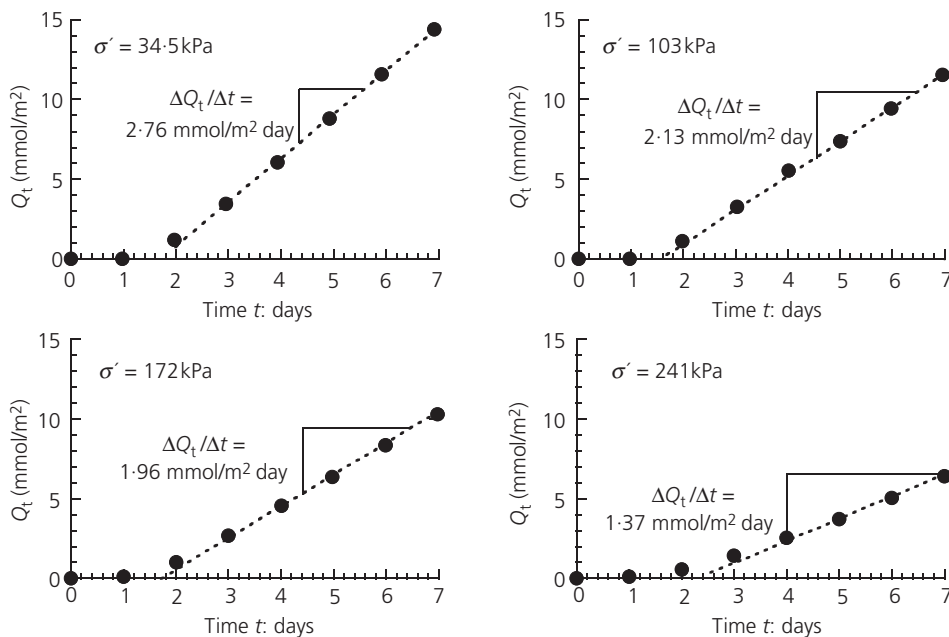 15
10
5
0
Qt (mmol/m2)
σ′ = 34·5 kPa
ΔQt/Δt =
2·76 mmol/m2 day
0 1 2 3 4 5 6 7
Time t: days
15
10
5
0
Qt (mmol/m2)
σ′ = 103 kPa
ΔQt/Δt =
2·13 mmol/m2 day
0 1 2 3 4 5 6 7
Time t: days
15
10
5
0
Qt (mmol/m2)
σ′ = 172 kPa
ΔQt/Δt =
1·96 mmol/m2 day
0 1 2 3 4 5 6 7
Time t: days
15
10
5
0
Qt (mmol/m2)
σ′ = 241 kPa
ΔQt/Δt =
1·37 mmol/m2 day
0 1 2 3 4 5 6 7
Time t: days